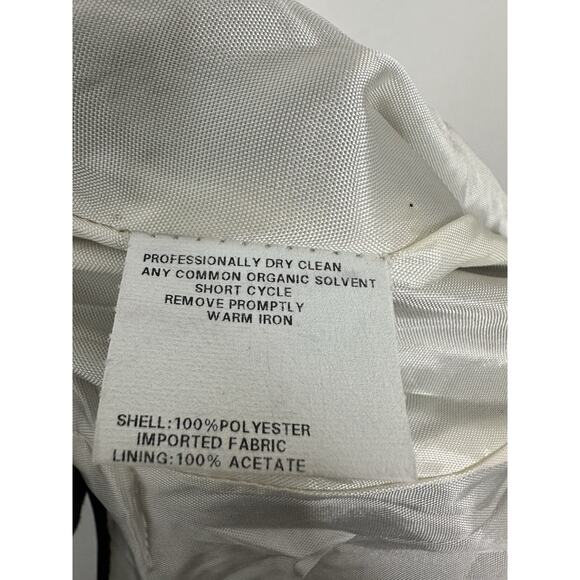 PROFESSIONALLY DRY CLEAN
ANY COMMON ORGANIC SOLVENT
SHORT CYCLE
REMOVE PROMPTLY
WARM IRON
SHELL:100%POLYESTER
IMPORTED FABRIC
LINING:100% ACETATE